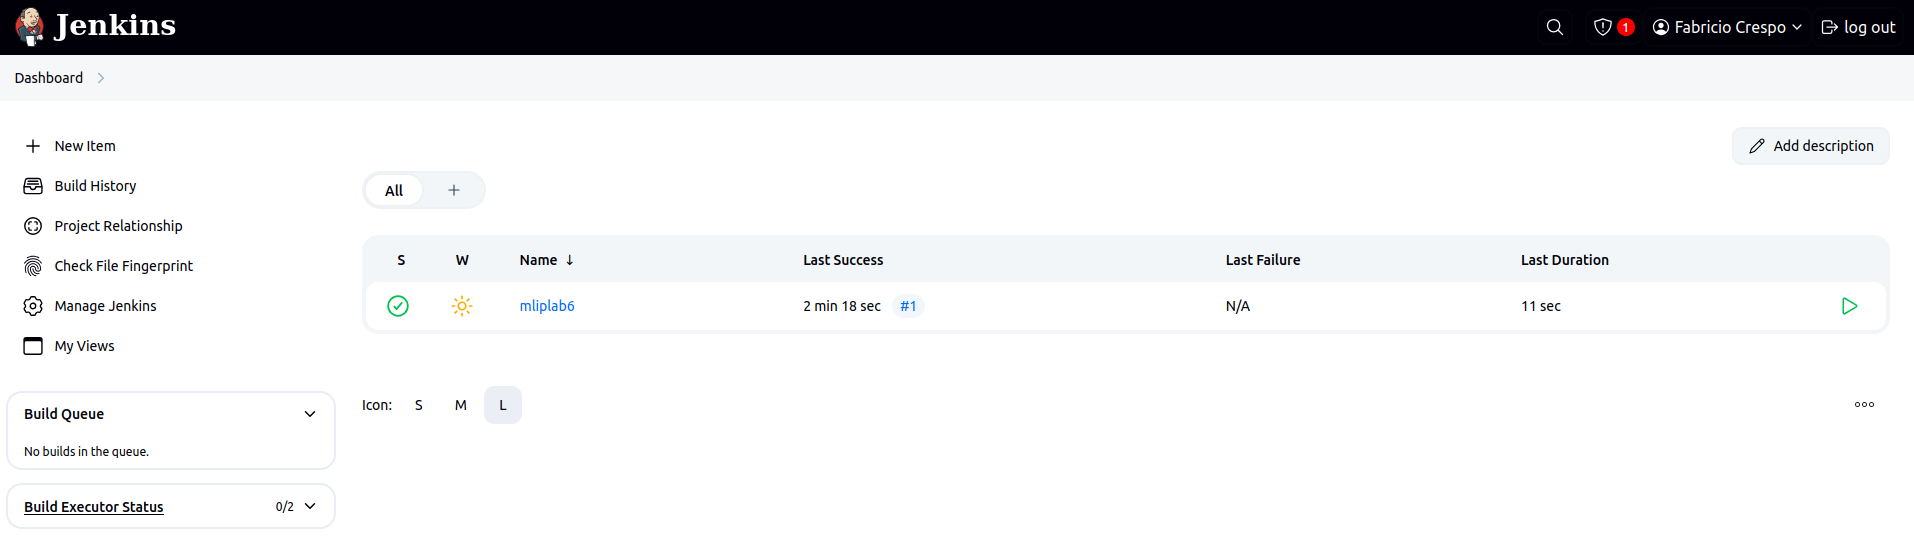 Jenkins
1 Fabricio Crespo log out
Dashboard
New Item
Add description
Build History
All +
Project Relationship
Check File Fingerprint
S W Name ↓ Last Success Last Failure Last Duration
Manage Jenkins
mliplab6 2 min 18 sec #1 N/A 11 sec
My Views
Build Queue
Icon: S M L
No builds in the queue.
Build Executor Status 0/2